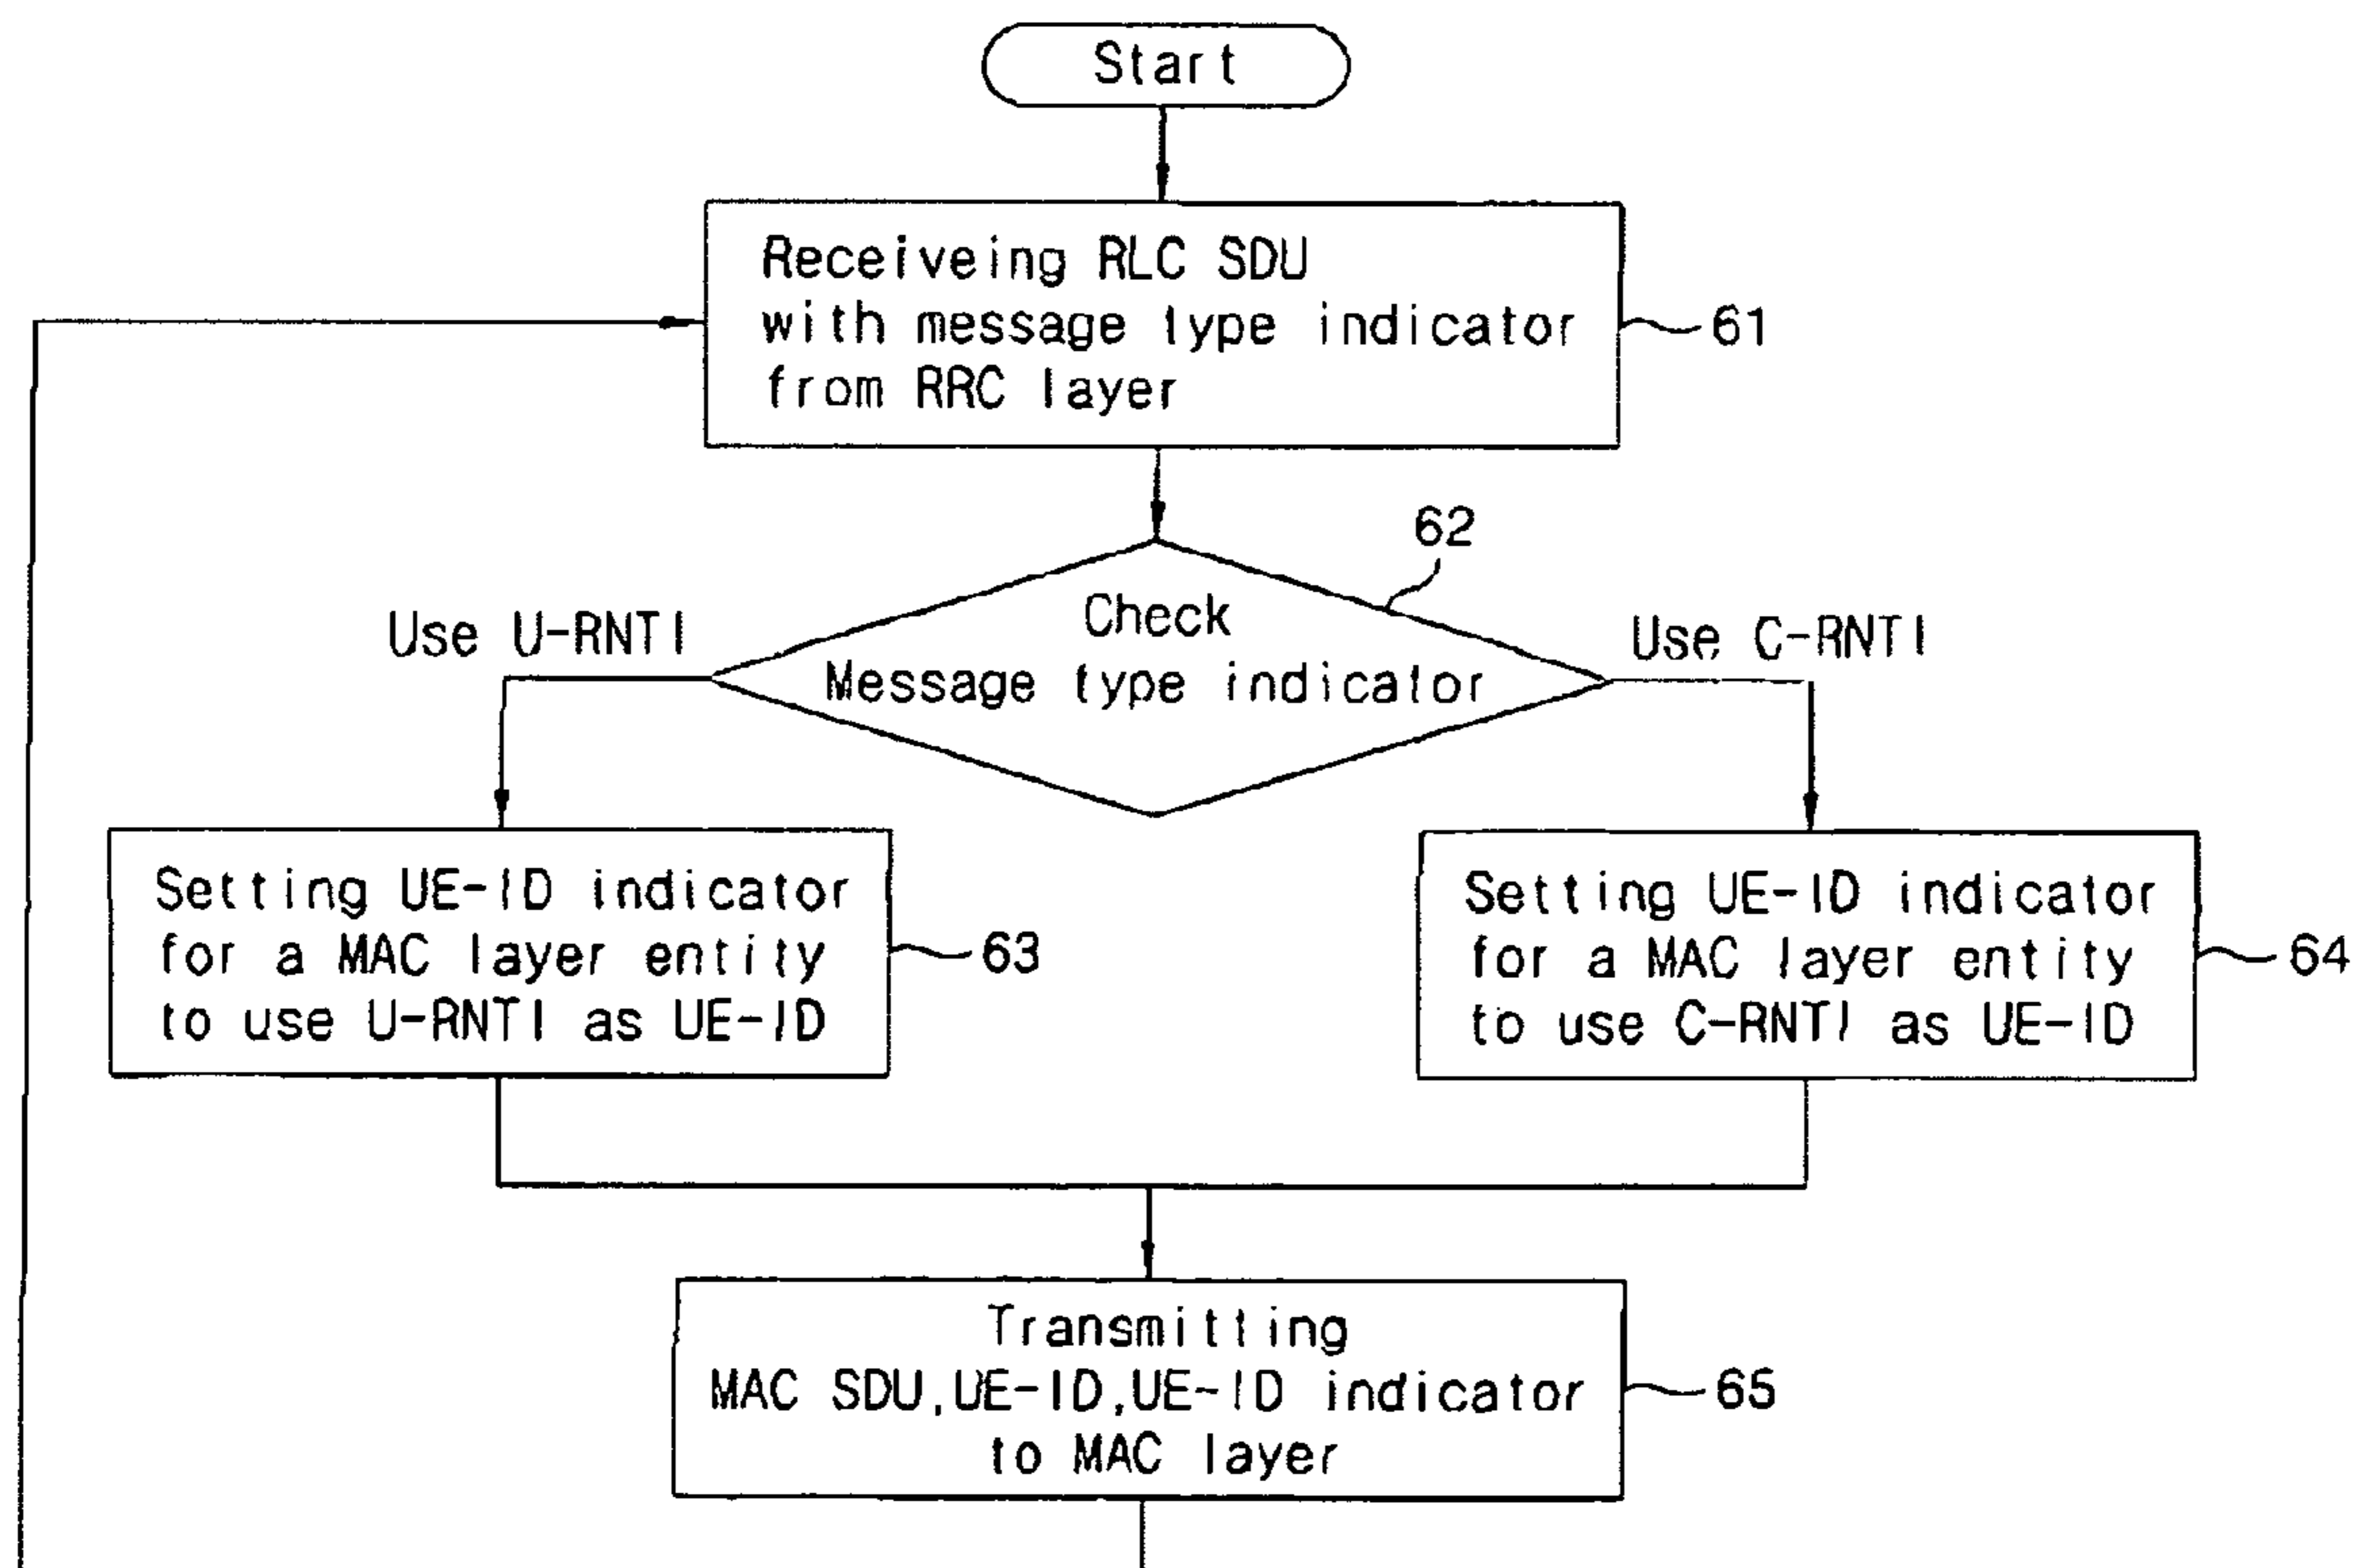 Start
Receiveing RLC SDU
with message type indicator
from RRC layer
61
62
Check
Message type indicator
Use U-RNTI
Use C-RNTI
Setting UE-ID indicator
for a MAC layer entity
to use U-RNTI as UE-ID
63
Setting UE-ID indicator
for a MAC layer entity
to use C-RNTI as UE-ID
64
Transmitting
MAC SDU,UE-ID,UE-ID indicator
to MAC layer
65